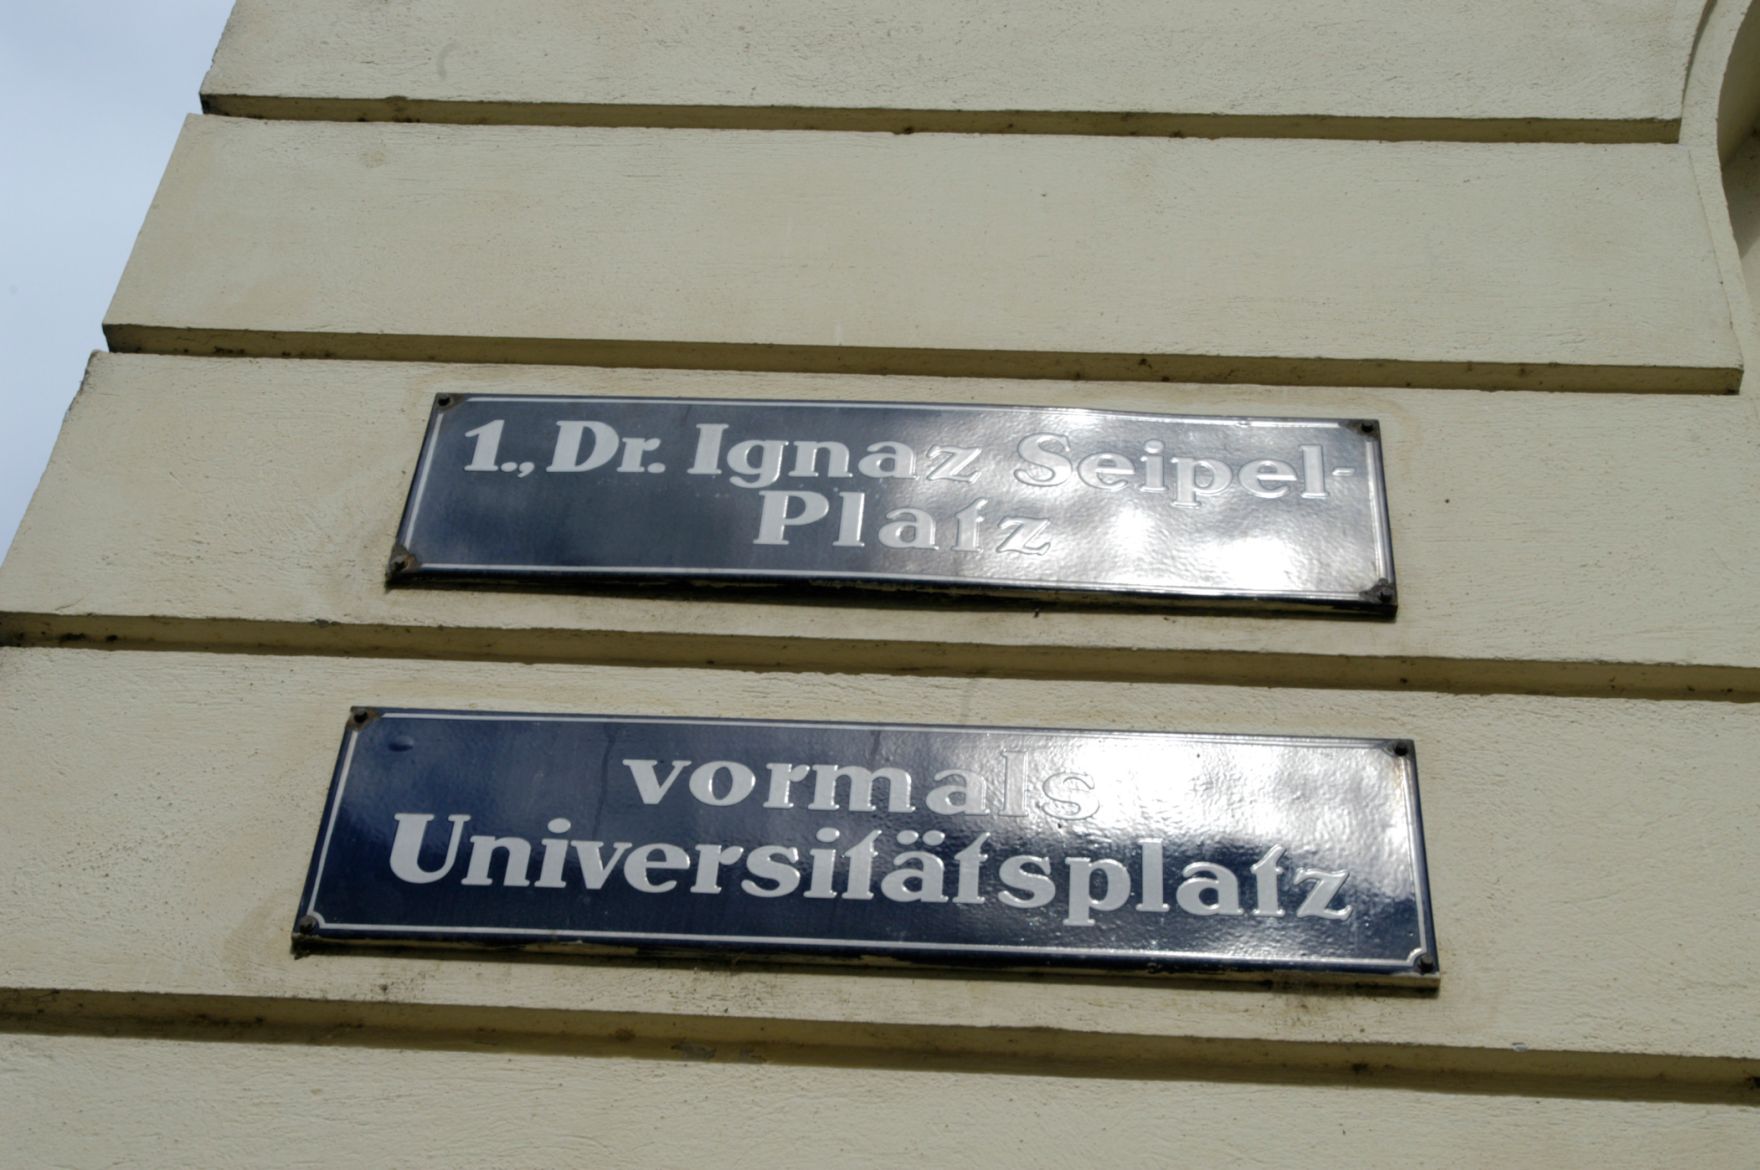 1., Dr. Ignaz Seipel-
Platz
vormals
Universitätsplatz